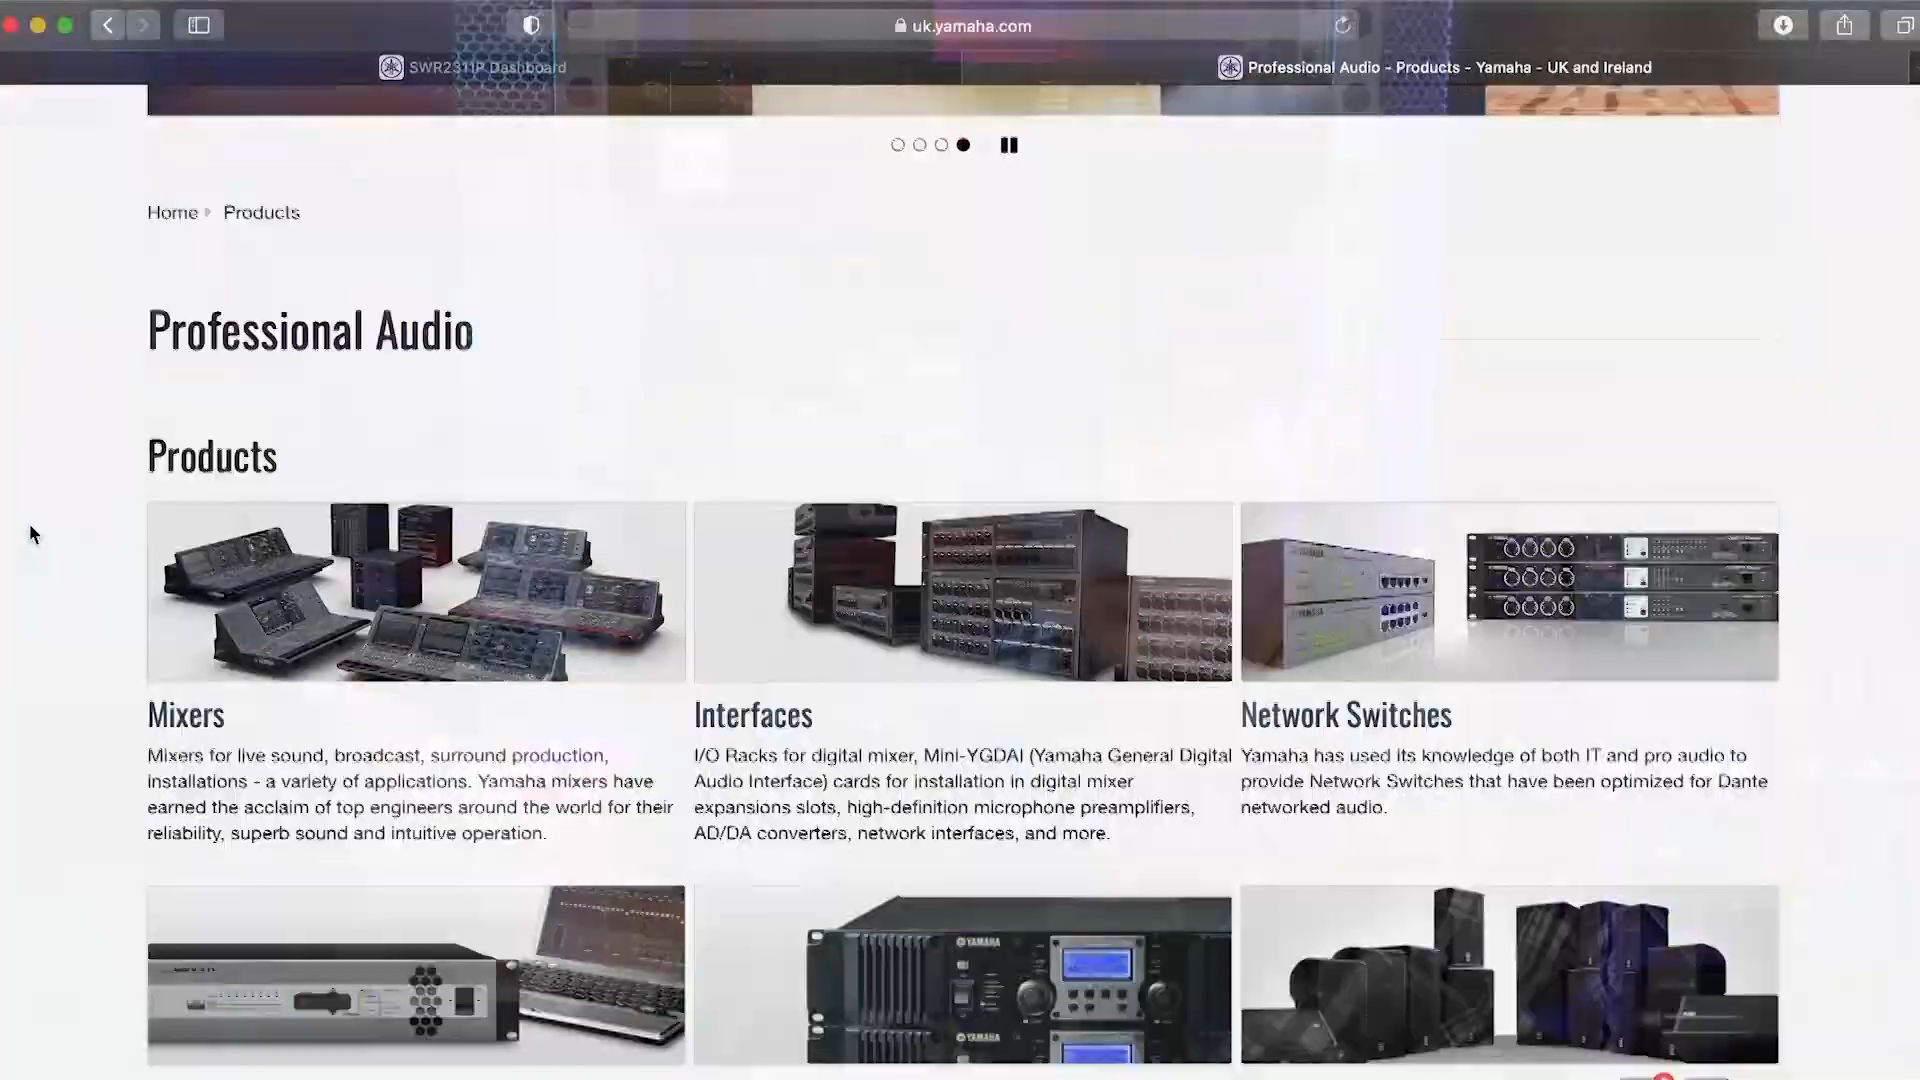 uk.yamaha.com
SWR2311P Dashboard
Professional Audio - Products - Yamaha - UK and Ireland
Home
Products
Professional Audio
Products
Mixers
Mixers for live sound, broadcast, surround production,
installations - a variety of applications. Yamaha mixers have
earned the acclaim of top engineers around the world for their
reliability, superb sound and intuitive operation.
Interfaces
I/O Racks for digital mixer, Mini-YGDAI (Yamaha General Digital
Audio Interface) cards for installation in digital mixer
expansions slots, high-definition microphone preamplifiers,
AD/DA converters, network interfaces, and more.
YAMAHA
YAMAHA
Network Switches
Yamaha has used its knowledge of both IT and pro audio to
provide Network Switches that have been optimized for Dante
networked audio.
YAMAHA
YAMAHA